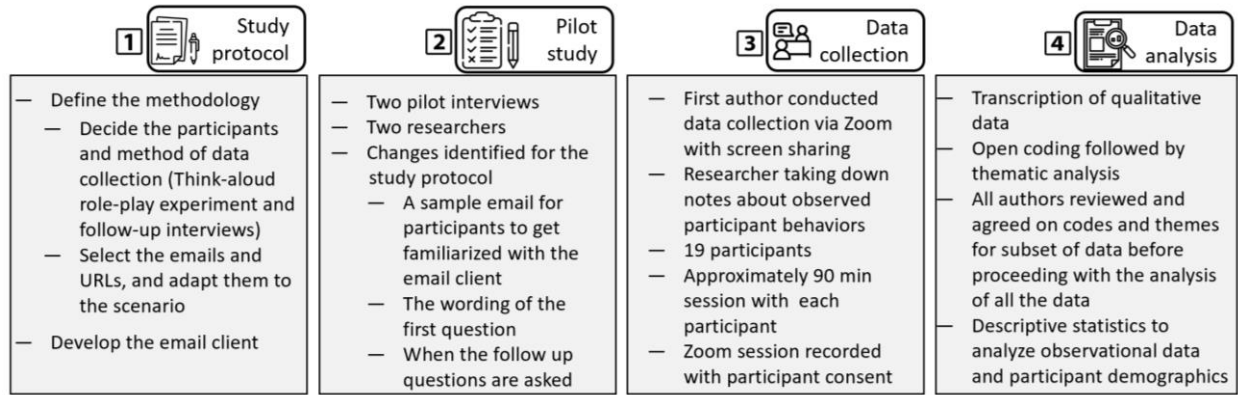 1
Study
protocol
— Define the methodology
— Decide the participants
and method of data
collection (Think-aloud
role-play experiment and
follow-up interviews)
— Select the emails and
URLs, and adapt them to
the scenario
— Develop the email client
2
Pilot
study
— Two pilot interviews
— Two researchers
— Changes identified for the
study protocol
— A sample email for
participants to get
familiarized with the
email client
— The wording of the
first question
— When the follow up
questions are asked
3
Data
collection
— First author conducted
data collection via Zoom
with screen sharing
— Researcher taking down
notes about observed
participant behaviors
— 19 participants
— Approximately 90 min
session with each
participant
— Zoom session recorded
with participant consent
4
Data
analysis
— Transcription of qualitative
data
— Open coding followed by
thematic analysis
— All authors reviewed and
agreed on codes and themes
for subset of data before
proceeding with the analysis
of all the data
— Descriptive statistics to
analyze observational data
and participant demographics